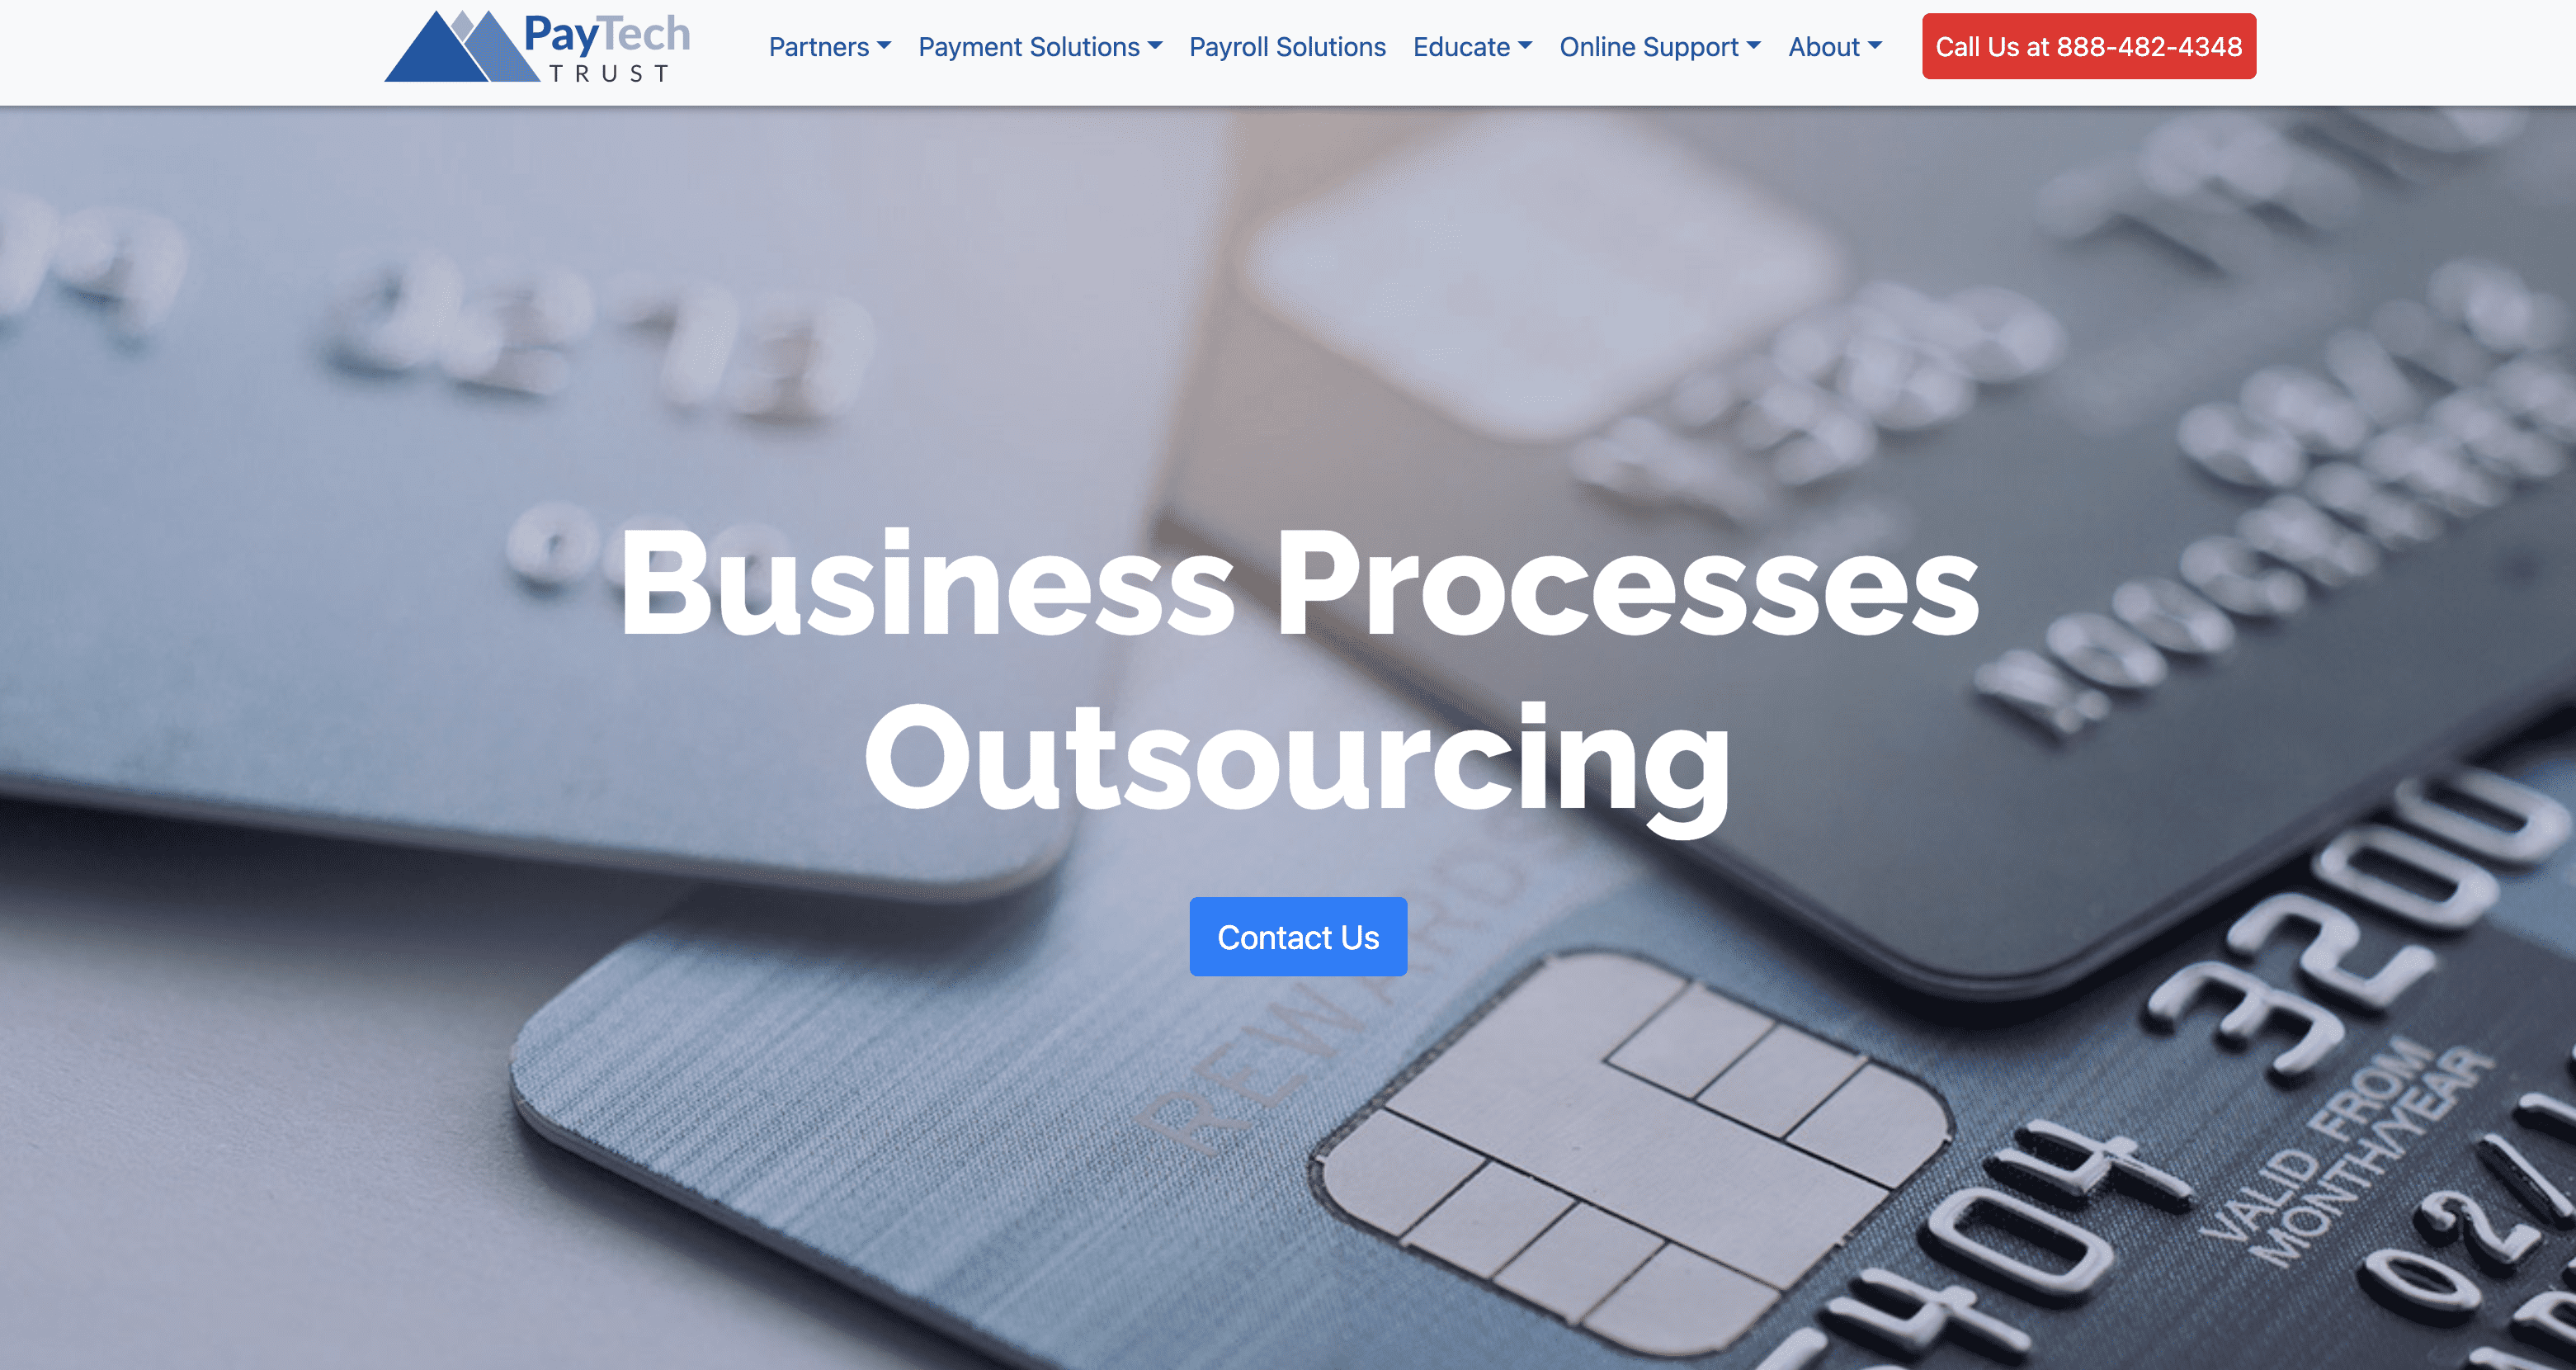 PayTech
TRUST
Partners
Payment Solutions
Payroll Solutions
Educate
Online Support
About
Call Us at 888-482-4348
Business Processes
Outsourcing
Contact Us
REWARDS
3200
5404
VALID FROM
MONTH/YEAR
02/1